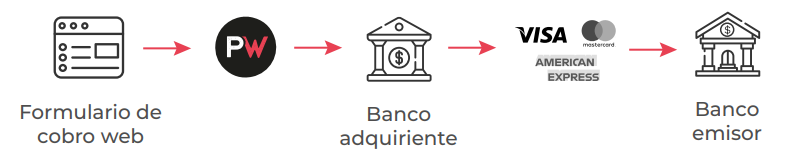 PW
VISA
mastercard
AMERICAN
EXPRESS
Formulario de
cobro web
Banco
adquiriente
Banco
emisor